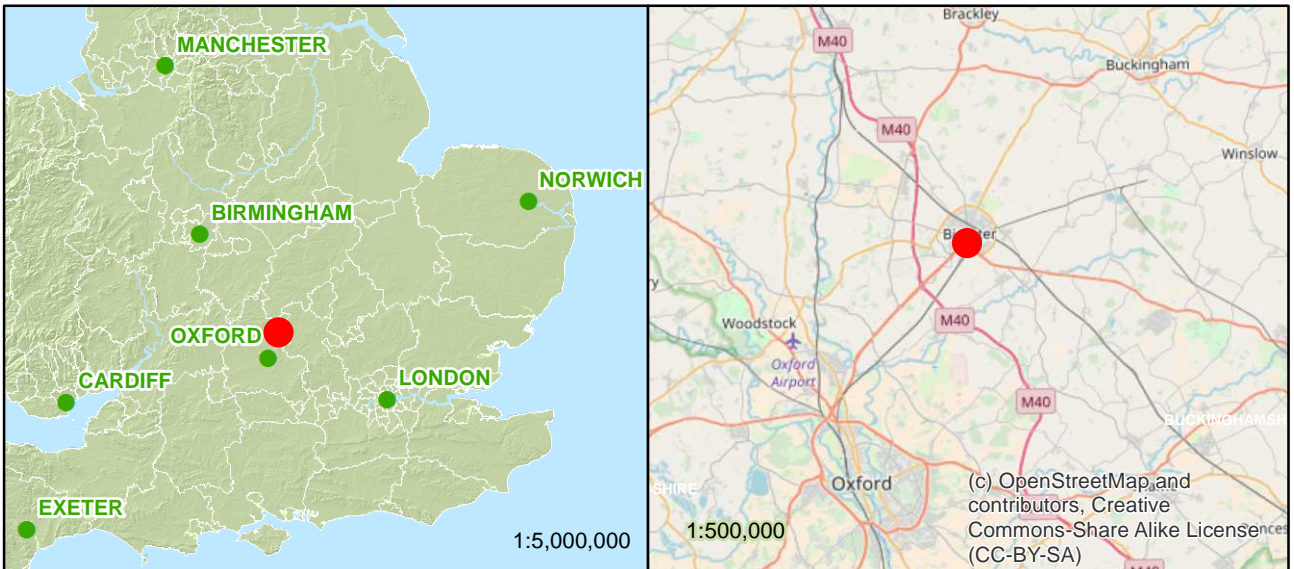 MANCHESTER
NORWICH
BIRMINGHAM
OXFORD
CARDIFF
LONDON
EXETER
1:5,000,000
Brackley
M40
Buckingham
M40
Winslow
Woodstock
Oxford
Airport
M40
M40
BUCKINGHAMSH
SHIRE
Oxford
1:500,000
(c) OpenStreetMap and
contributors, Creative
Commons-Share Alike License
(CC-BY-SA)
M40